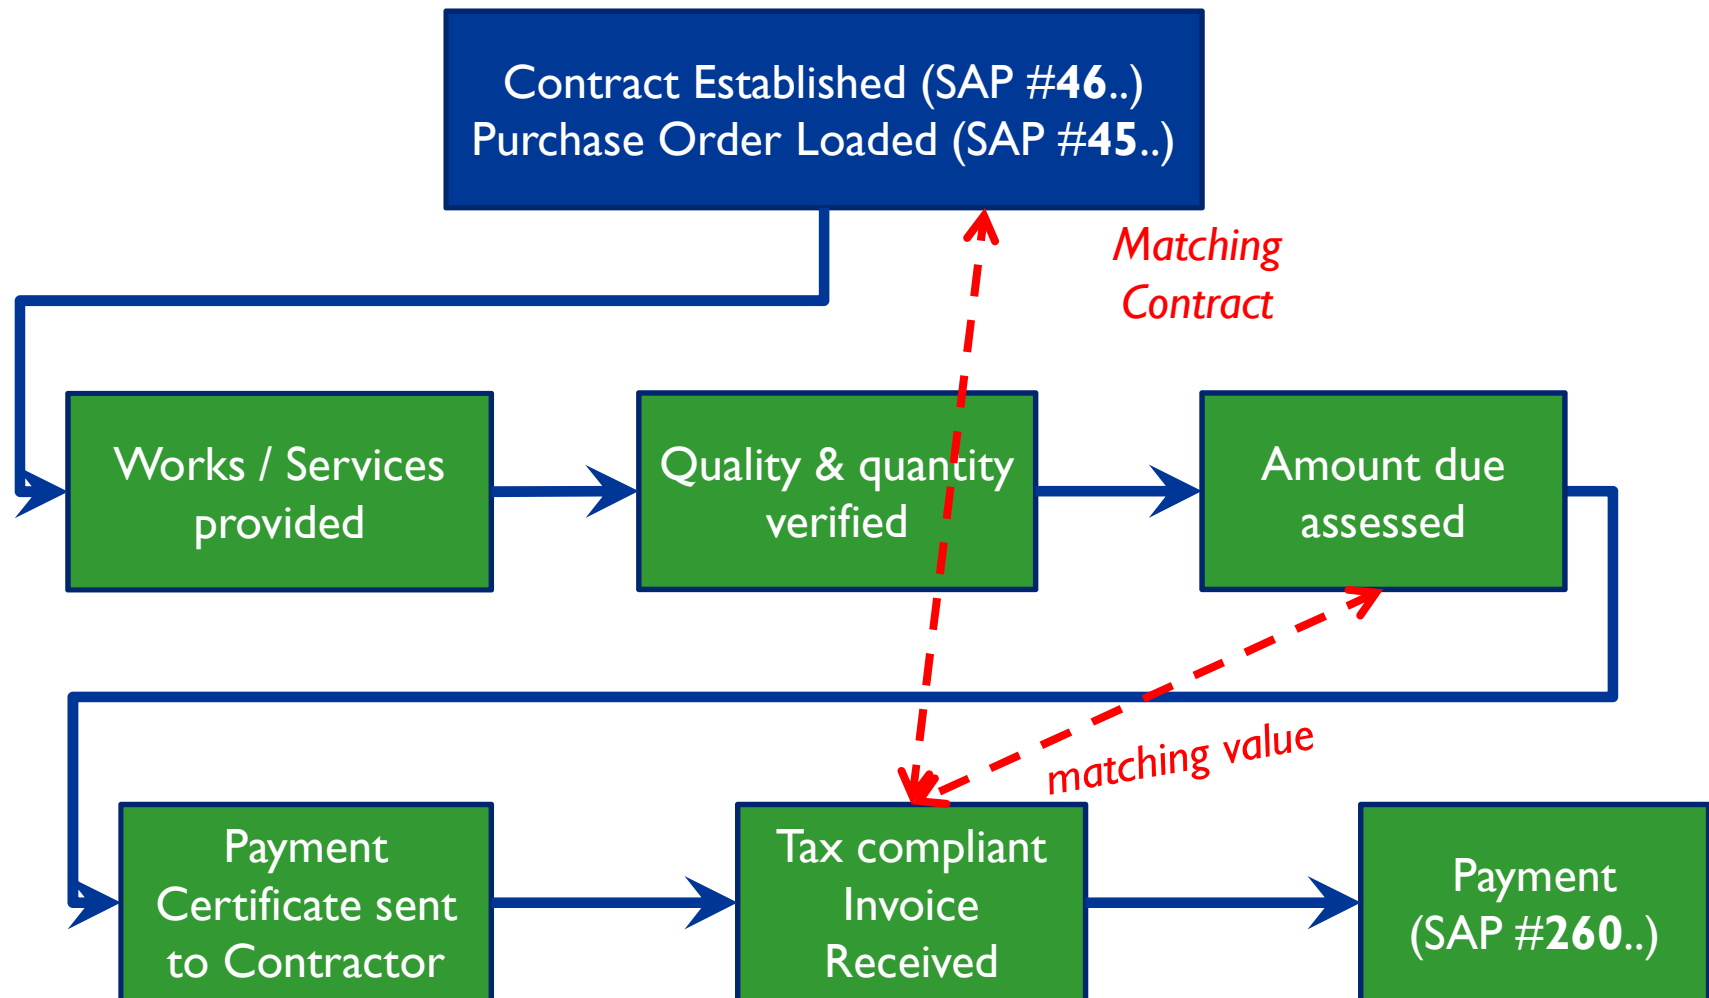 Contract Established (SAP #46..)
Purchase Order Loaded (SAP #45..)
Matching
Contract
Works / Services
provided
Quality & quantity
verified
Amount due
assessed
matching value
Payment
Certificate sent
to Contractor
Tax compliant
Invoice
Received
Payment
(SAP #260..)